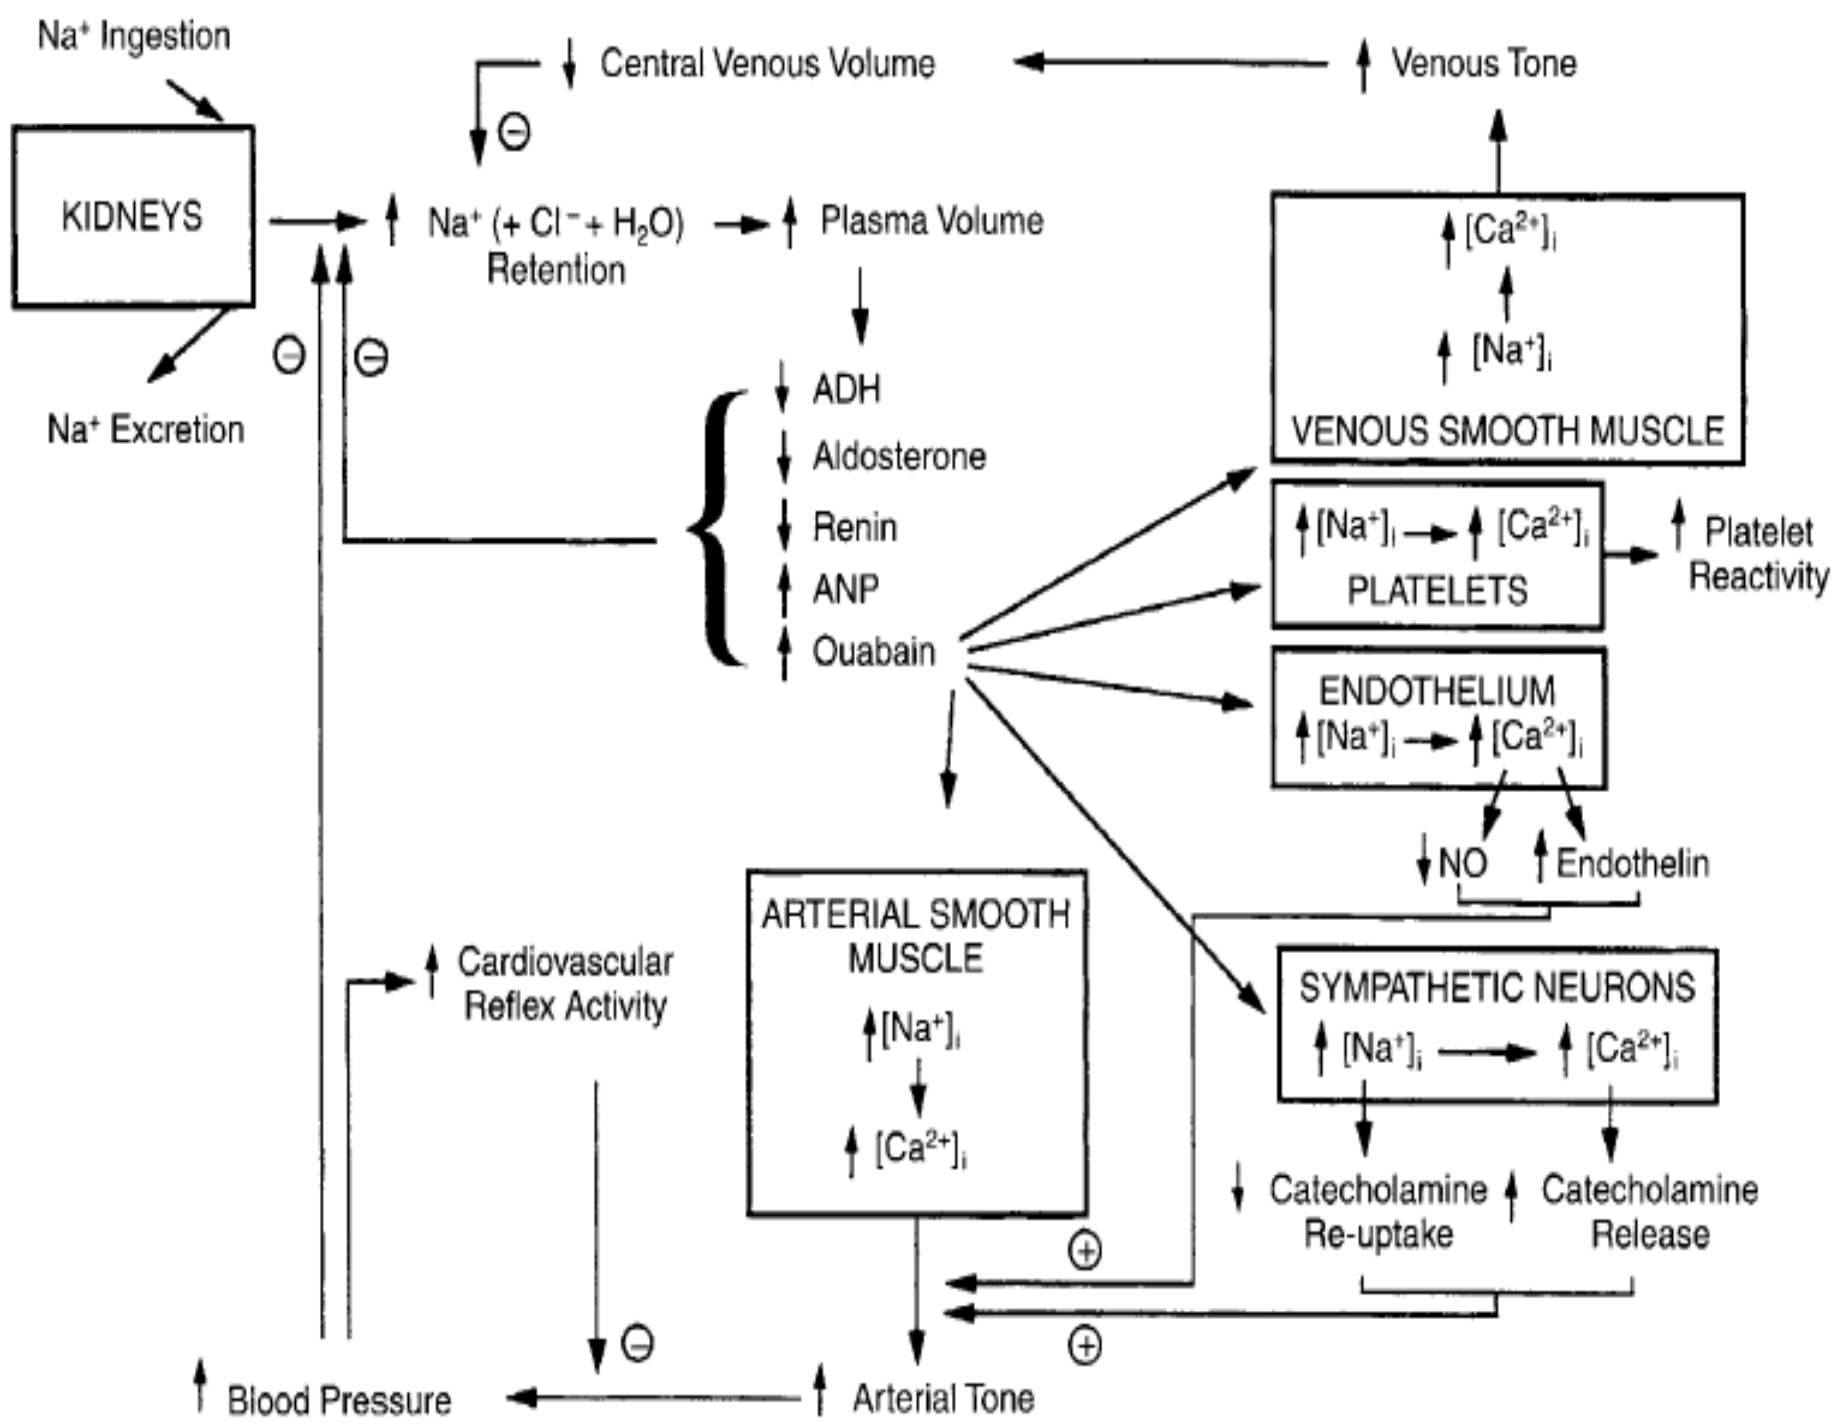 Na⁺ Ingestion
↓ Central Venous Volume
↑ Venous Tone
⊖
KIDNEYS
↑ Na⁺ (+ Cl⁻ + H₂O)
Retention
↑ Plasma Volume
↑ [Ca²⁺]ᵢ
↑ [Na⁺]ᵢ
VENOUS SMOOTH MUSCLE
⊖ ⊖
Na⁺ Excretion
↓ ADH
↓ Aldosterone
↓ Renin
↑ ANP
↑ Ouabain
{
↑ [Na⁺]ᵢ → ↑ [Ca²⁺]ᵢ
PLATELETS
↑ Platelet
Reactivity
ENDOTHELIUM
↑ [Na⁺]ᵢ → ↑ [Ca²⁺]ᵢ
↓ NO ↑ Endothelin
ARTERIAL SMOOTH
MUSCLE
↑ [Na⁺]ᵢ
↑ [Ca²⁺]ᵢ
SYMPATHETIC NEURONS
↑ [Na⁺]ᵢ → ↑ [Ca²⁺]ᵢ
↓ Catecholamine
Re-uptake
↑ Catecholamine
Release
↑ Cardiovascular
Reflex Activity
⊕
⊕
⊖
↑ Blood Pressure
↑ Arterial Tone